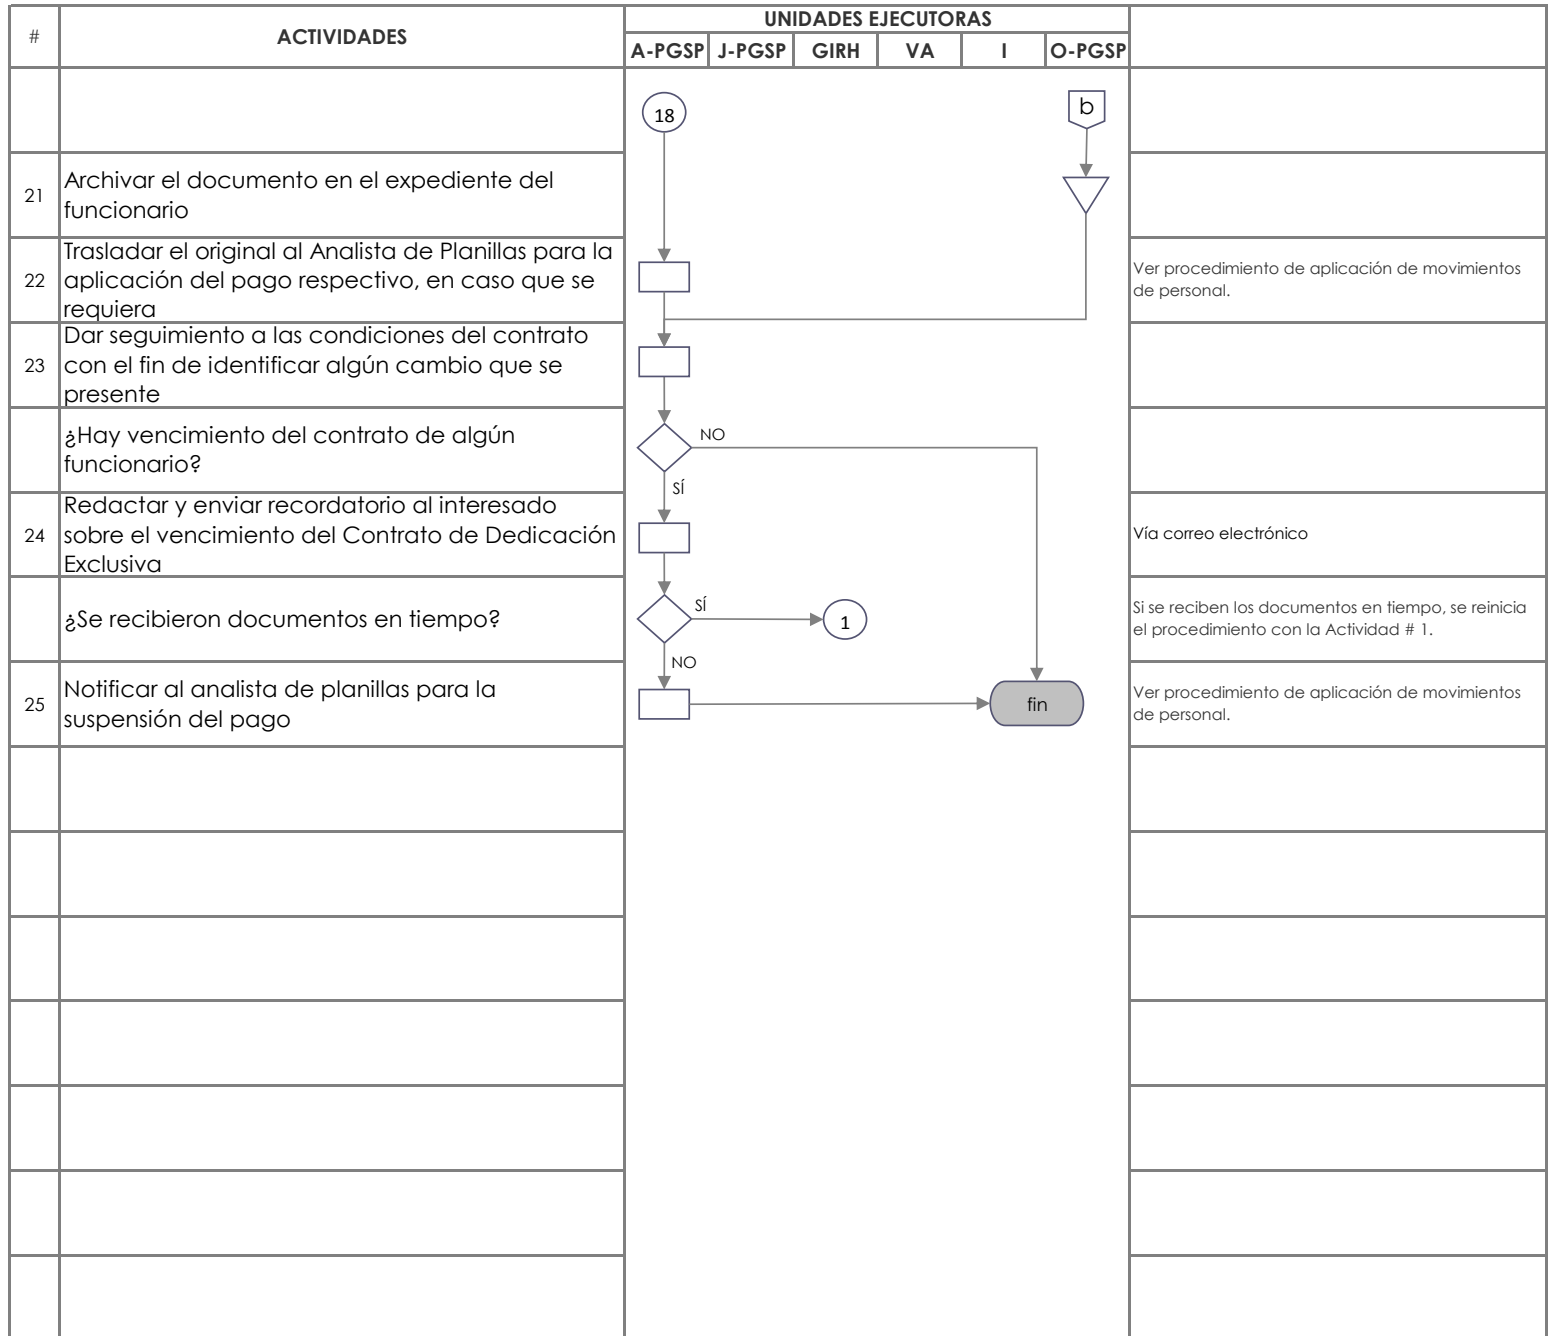 #
ACTIVIDADES
UNIDADES EJECUTORAS
A-PGSP J-PGSP GIRH VA I O-PGSP
18
b
21
Archivar el documento en el expediente del
funcionario
22
Trasladar el original al Analista de Planillas para la
aplicación del pago respectivo, en caso que se
requiera
Ver procedimiento de aplicación de movimientos
de personal.
23
Dar seguimiento a las condiciones del contrato
con el fin de identificar algún cambio que se
presente
¿Hay vencimiento del contrato de algún
funcionario?
NO
SÍ
24
Redactar y enviar recordatorio al interesado
sobre el vencimiento del Contrato de Dedicación
Exclusiva
Vía correo electrónico
¿Se recibieron documentos en tiempo?
SÍ
1
NO
Si se reciben los documentos en tiempo, se reinicia
el procedimiento con la Actividad # 1.
25
Notificar al analista de planillas para la
suspensión del pago
fin
Ver procedimiento de aplicación de movimientos
de personal.